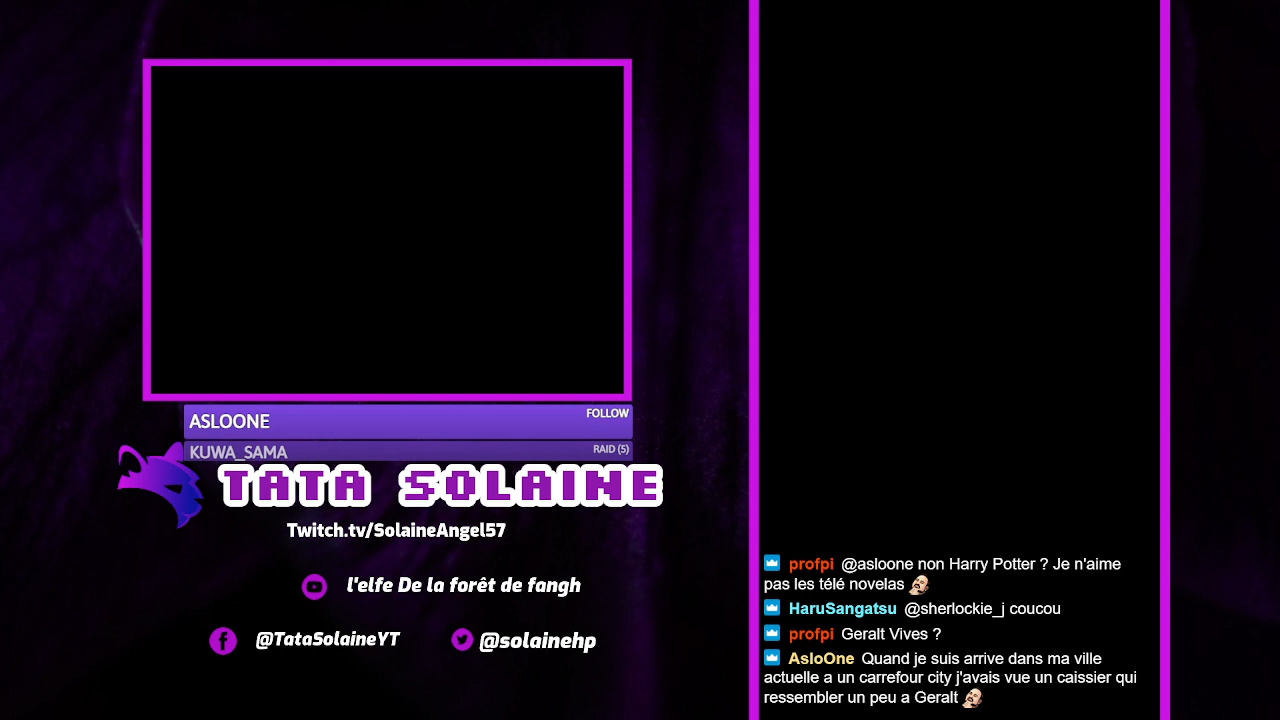 ASLOONE FOLLOW
KUWA_SAMA RAID (5)
TATA SOLAINE
Twitch.tv/SolaineAngel57
l'elfe De la forêt de fangh
@TataSolaineYT @solainehp
profpi @asloone non Harry Potter ? Je n'aime
pas les télé novelas
HaruSangatsu @sherlockie_j coucou
profpi Geralt Vives ?
AsloOne Quand je suis arrive dans ma ville
actuelle a un carrefour city j'avais vue un caissier qui
ressembler un peu a Geralt